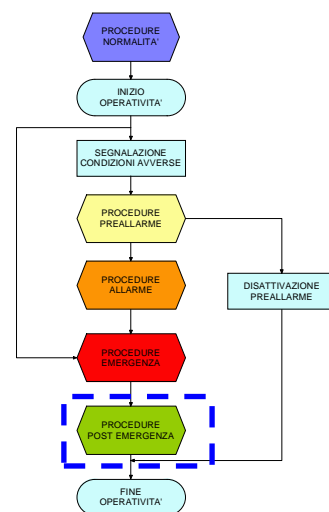 PROCEDURE
NORMALITA'
INIZIO
OPERATIVITA'
SEGNALAZIONE
CONDIZIONI AVVERSE
PROCEDURE
PREALLARME
PROCEDURE
ALLARME
DISATTIVAZIONE
PREALLARME
PROCEDURE
EMERGENZA
PROCEDURE
POST EMERGENZA
FINE
OPERATIVITA'